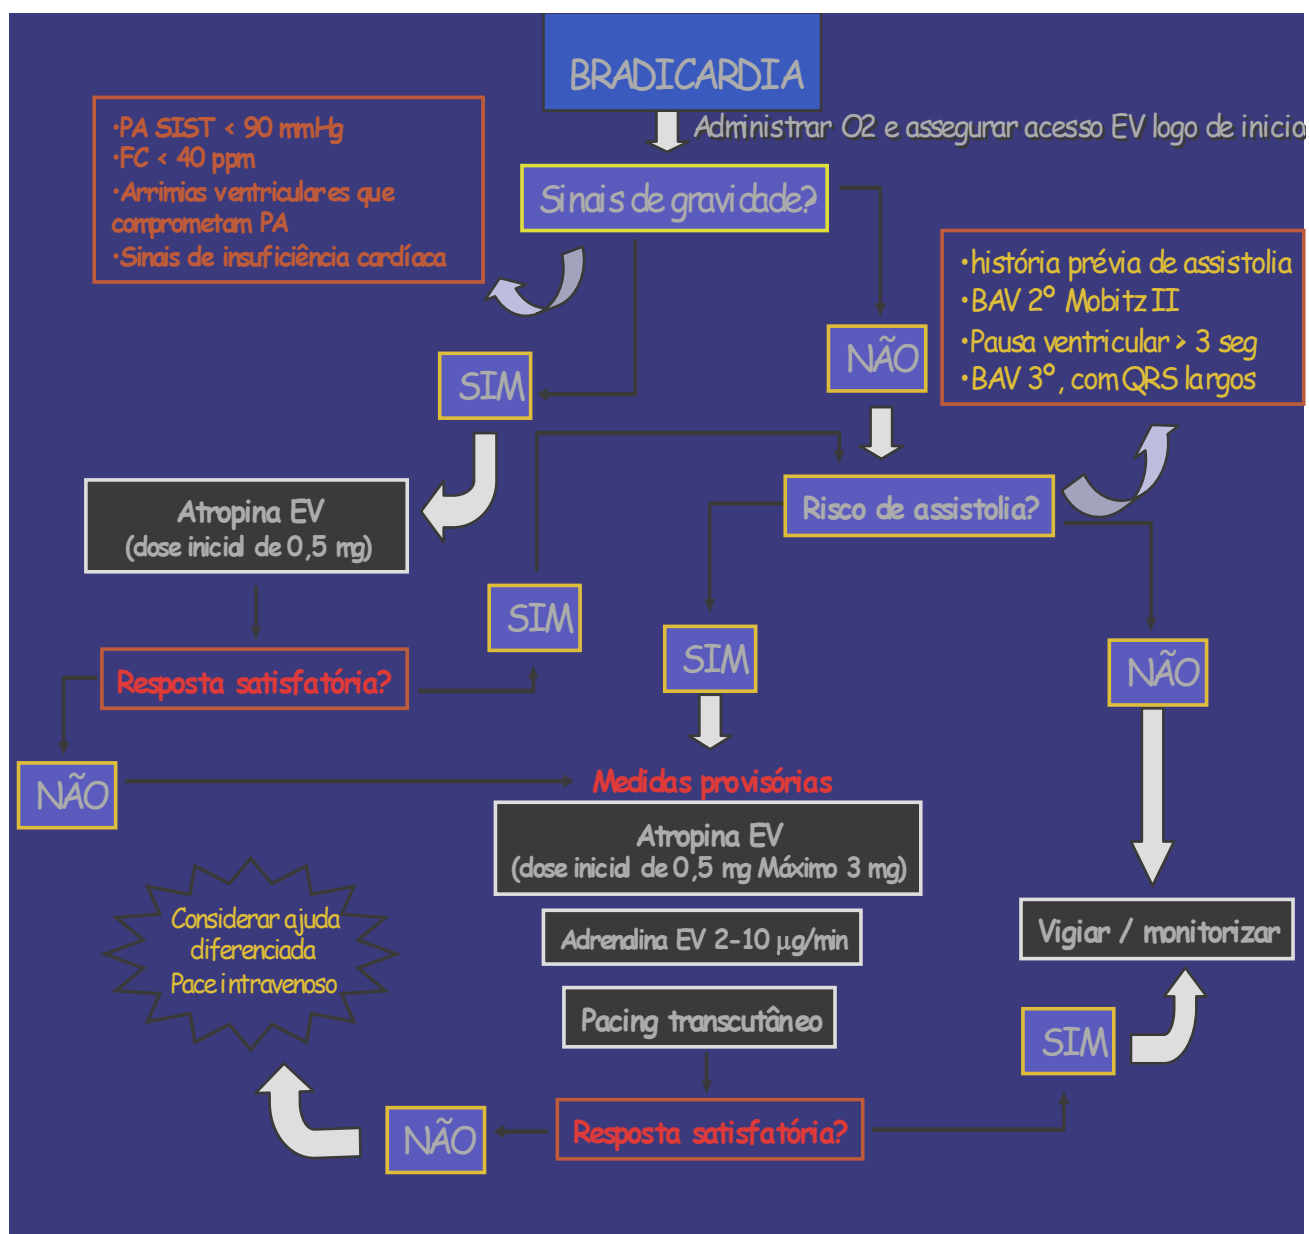 BRADICARDIA
Administrar O2 e assegurar acesso EV logo de inicio
•PA SIST < 90 mmHg
•FC < 40 ppm
•Arrimias ventriculares que
comprometam PA
•Sinais de insuficiência cardíaca
Sinais de gravidade?
•história prévia de assistolia
•BAV 2º Mobitz II
•Pausa ventricular > 3 seg
•BAV 3º, com QRS largos
NÃO
SIM
Atropina EV
(dose inicial de 0,5 mg)
Risco de assistolia?
SIM
SIM
NÃO
Resposta satisfatória?
NÃO
Medidas provisórias
Atropina EV
(dose inicial de 0,5 mg Máximo 3 mg)
Considerar ajuda
diferenciada
Pace intravenoso
Adrenalina EV 2-10 μg/min
Vigiar / monitorizar
Pacing transcutâneo
SIM
NÃO
Resposta satisfatória?